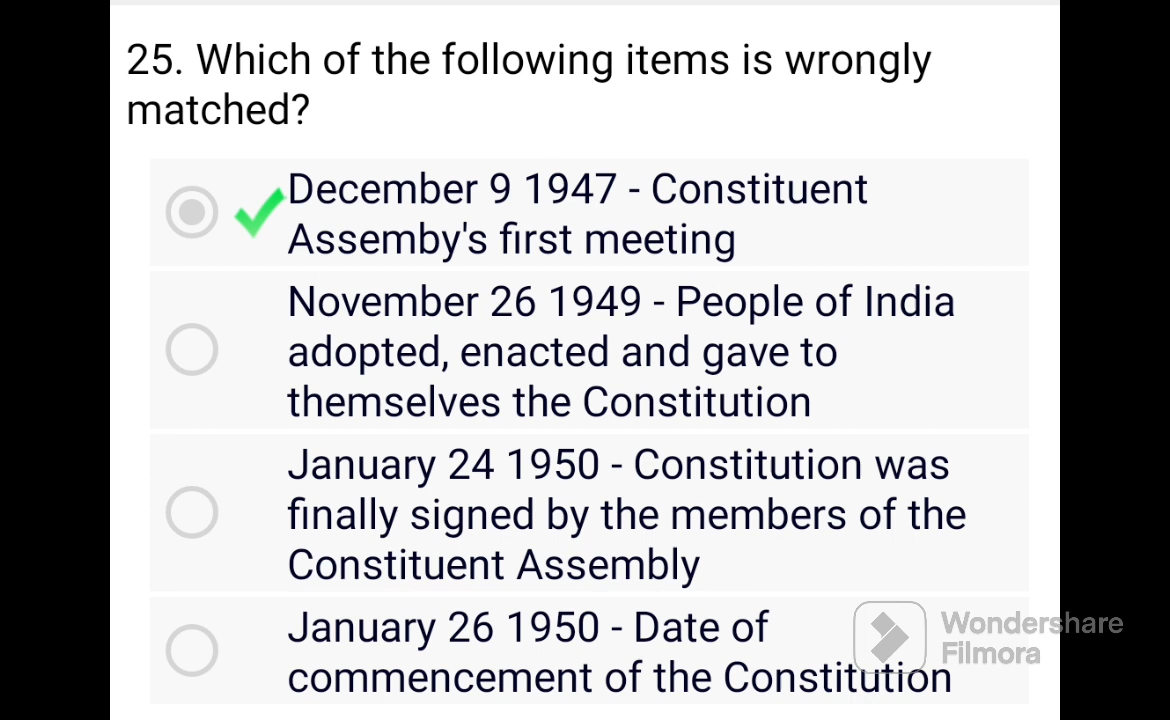 25. Which of the following items is wrongly
matched?
December 9 1947 - Constituent
Assemby's first meeting
November 26 1949 - People of India
adopted, enacted and gave to
themselves the Constitution
January 24 1950 - Constitution was
finally signed by the members of the
Constituent Assembly
January 26 1950 - Date of
commencement of the Constitution
Wondershare
Filmora